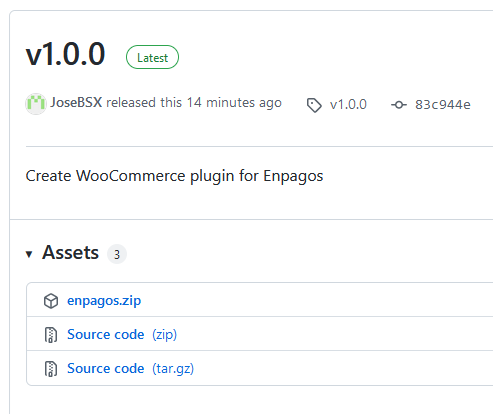 v1.0.0 Latest
JoseBSX released this 14 minutes ago v1.0.0 83c944e
Create WooCommerce plugin for Enpagos
Assets 3
enpagos.zip
Source code (zip)
Source code (tar.gz)